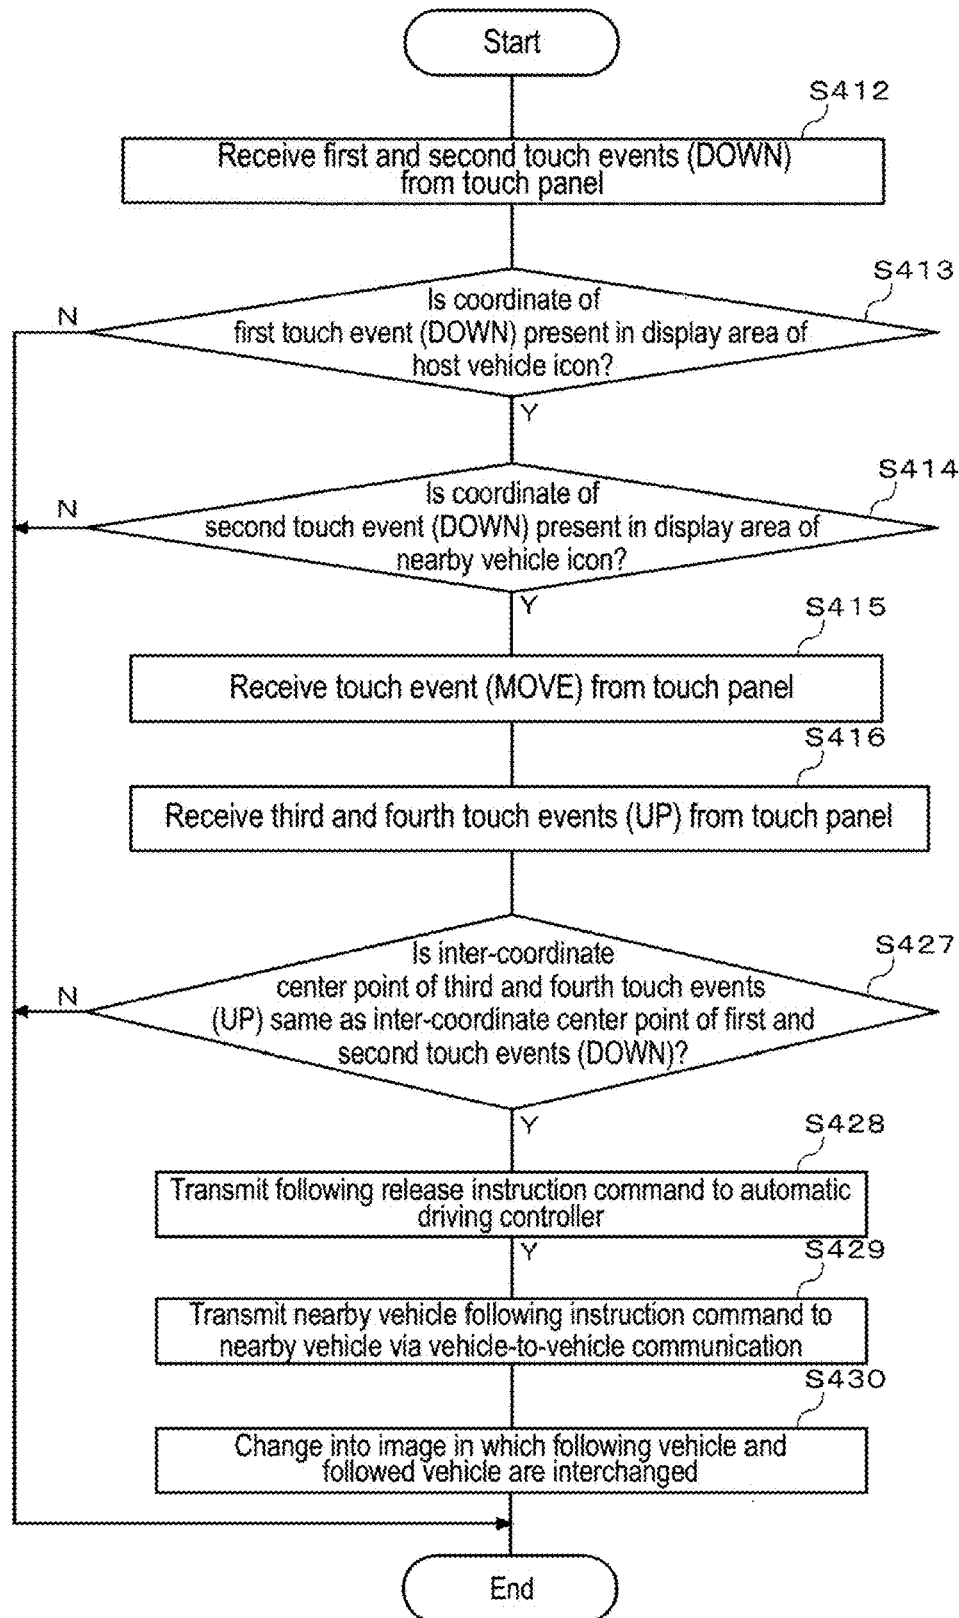 Start
S412
Receive first and second touch events (DOWN)
from touch panel
S413
Is coordinate of
first touch event (DOWN) present in display area of
host vehicle icon?
N
Y
S414
Is coordinate of
second touch event (DOWN) present in display area of
nearby vehicle icon?
N
Y
S415
Receive touch event (MOVE) from touch panel
S416
Receive third and fourth touch events (UP) from touch panel
S427
Is inter-coordinate
center point of third and fourth touch events
(UP) same as inter-coordinate center point of first and
second touch events (DOWN)?
N
Y
S428
Transmit following release instruction command to automatic
driving controller
Y
S429
Transmit nearby vehicle following instruction command to
nearby vehicle via vehicle-to-vehicle communication
S430
Change into image in which following vehicle and
followed vehicle are interchanged
End